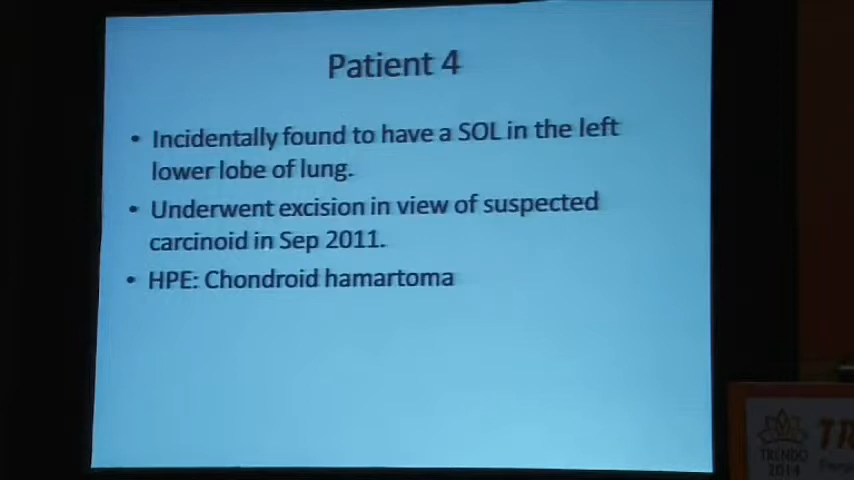 Patient 4
• Incidentally found to have a SOL in the left
lower lobe of lung.
• Underwent excision in view of suspected
carcinoid in Sep 2011.
• HPE: Chondroid hamartoma
TRENDO
2014